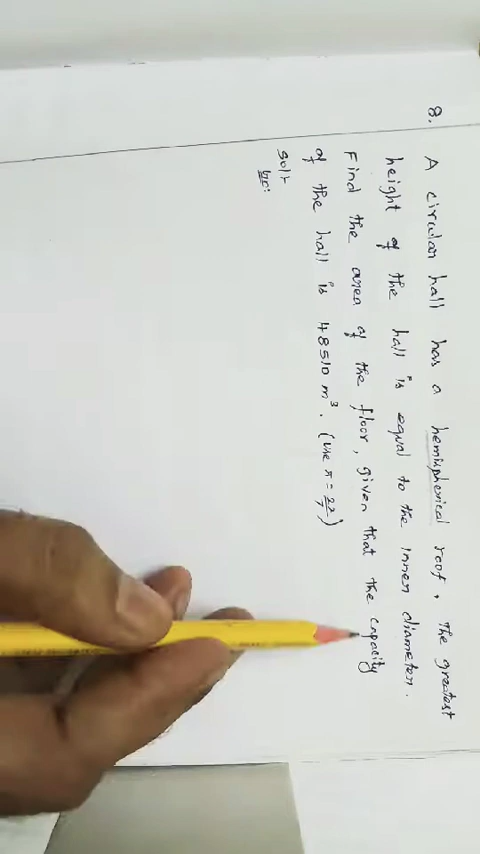 8. A circular hall has a hemispherical roof. The greatest
height of the hall is equal to the inner diameter.
Find the area of the floor, given that the capacity
of the hall is 48510 m³. (Use π = 22/7)
Soln